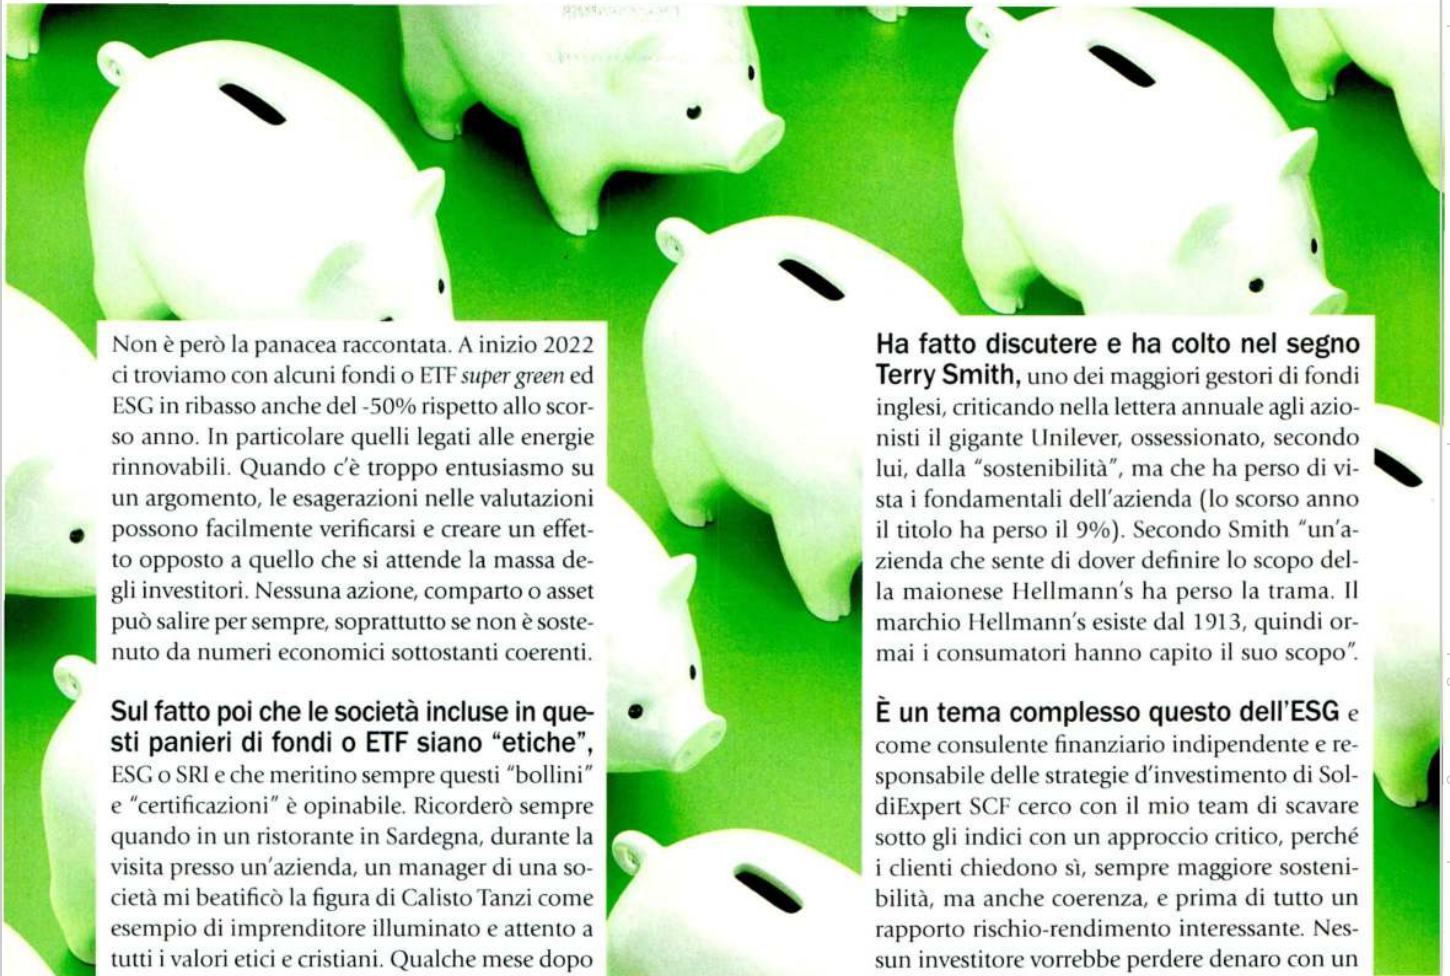 Non è però la panacea raccontata. A inizio 2022
ci troviamo con alcuni fondi o ETF super green ed
ESG in ribasso anche del -50% rispetto allo scor-
so anno. In particolare quelli legati alle energie
rinnovabili. Quando c'è troppo entusiasmo su
un argomento, le esagerazioni nelle valutazioni
possono facilmente verificarsi e creare un effet-
to opposto a quello che si attende la massa de-
gli investitori. Nessuna azione, comparto o asset
può salire per sempre, soprattutto se non è soste-
nuto da numeri economici sottostanti coerenti.
Sul fatto poi che le società incluse in que-
sti panieri di fondi o ETF siano “etiche”,
ESG o SRI e che meritino sempre questi “bollini”
e “certificazioni” è opinabile. Ricorderò sempre
quando in un ristorante in Sardegna, durante la
visita presso un'azienda, un manager di una so-
cietà mi beatificò la figura di Calisto Tanzi come
esempio di imprenditore illuminato e attento a
tutti i valori etici e cristiani. Qualche mese dopo
Ha fatto discutere e ha colto nel segno
Terry Smith, uno dei maggiori gestori di fondi
inglesi, criticando nella lettera annuale agli azio-
nisti il gigante Unilever, ossessionato, secondo
lui, dalla “sostenibilità”, ma che ha perso di vi-
sta i fondamentali dell'azienda (lo scorso anno
il titolo ha perso il 9%). Secondo Smith “un'a-
zienda che sente di dover definire lo scopo del-
la maionese Hellmann's ha perso la trama. Il
marchio Hellmann's esiste dal 1913, quindi or-
mai i consumatori hanno capito il suo scopo”.
È un tema complesso questo dell'ESG e
come consulente finanziario indipendente e re-
sponsabile delle strategie d'investimento di Sol-
diExpert SCF cerco con il mio team di scavare
sotto gli indici con un approccio critico, perché
i clienti chiedono sì, sempre maggiore sosteni-
bilità, ma anche coerenza, e prima di tutto un
rapporto rischio-rendimento interessante. Nes-
sun investitore vorrebbe perdere denaro con un